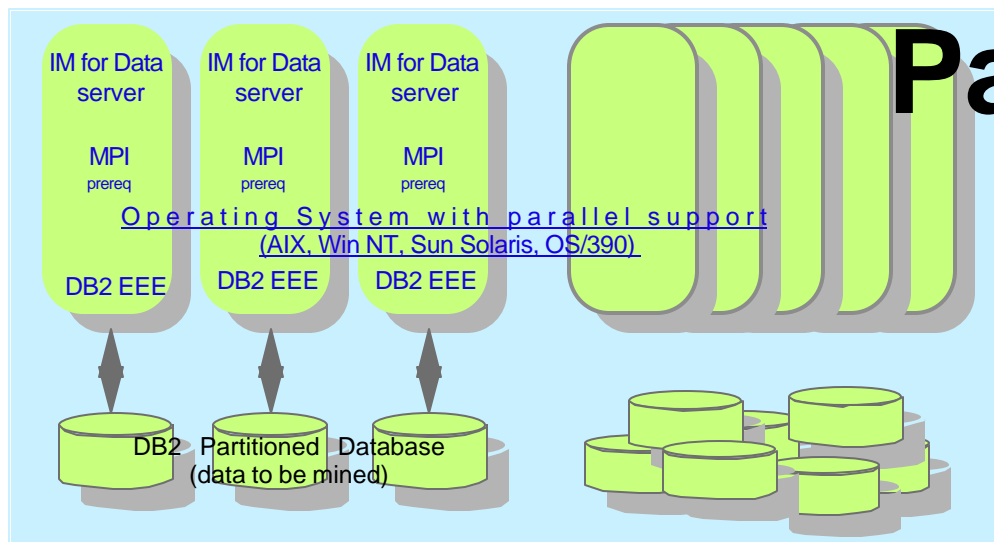 Pa
IM for Data
server
MPI
prereq
IM for Data
server
MPI
prereq
IM for Data
server
MPI
prereq
Operating System with parallel support
(AIX, Win NT, Sun Solaris, OS/390)
DB2 EEE
DB2 EEE
DB2 EEE
DB2 Partitioned Database
(data to be mined)